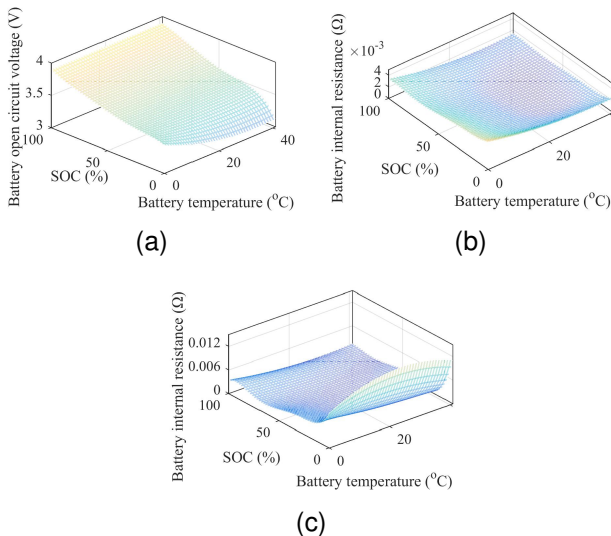 Battery open circuit voltage (V)
4
3.5
3
100
50
0
SOC (%)
0
20
40
Battery temperature (°C)
(a)
Battery internal resistance (Ω)
×10⁻³
4
2
0
100
50
0
SOC (%)
0
20
Battery temperature (°C)
(b)
Battery internal resistance (Ω)
0.012
0.006
0
100
50
0
SOC (%)
0
20
Battery temperature (°C)
(c)